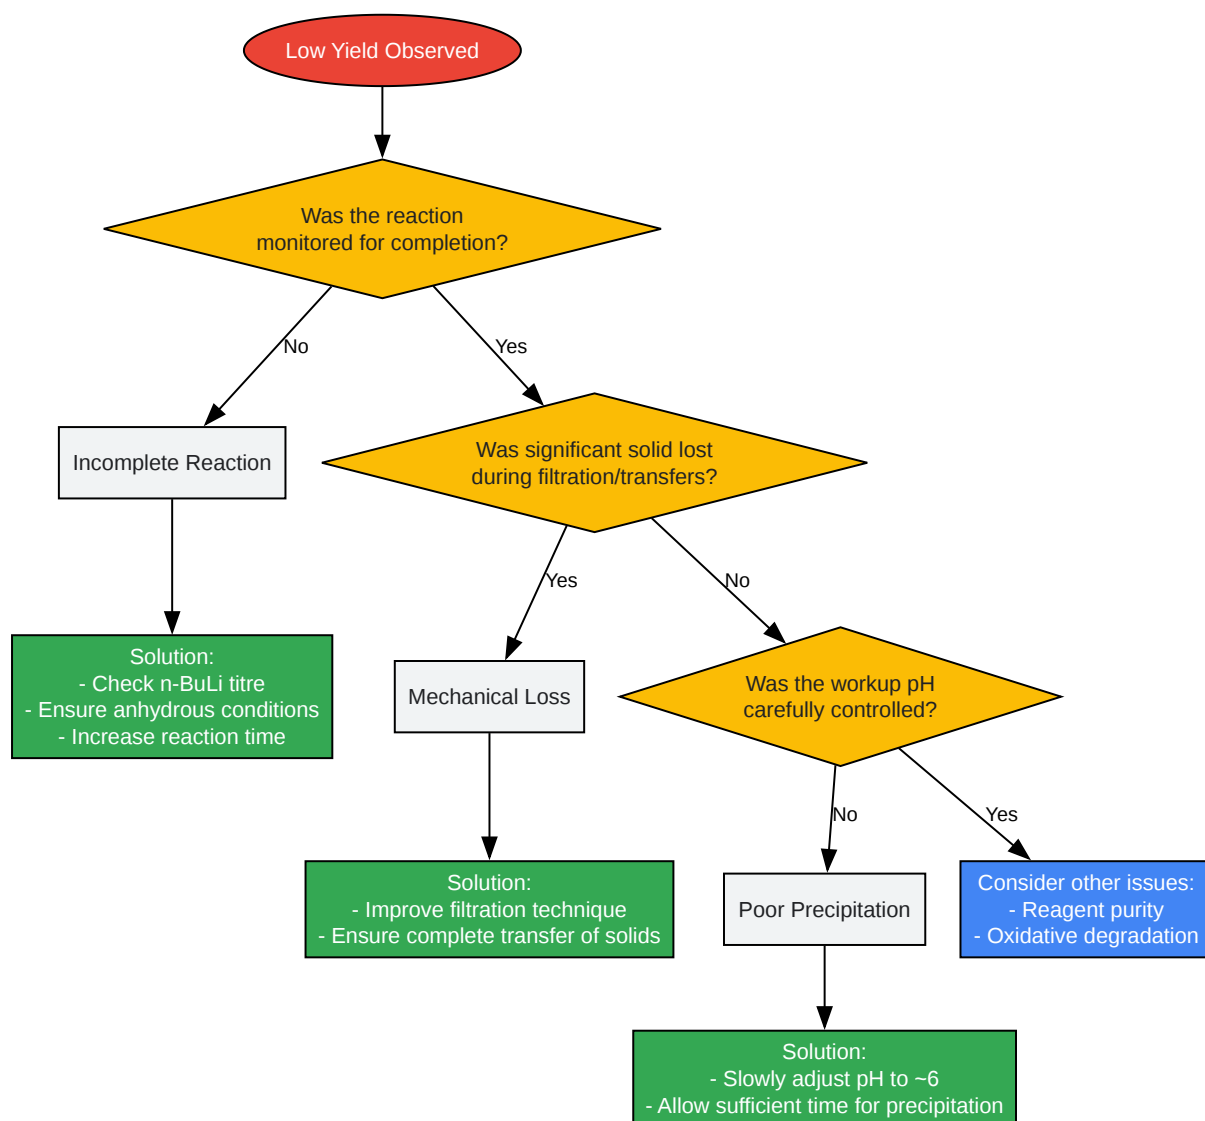 Low Yield Observed
Was the reaction
monitored for completion?
No
Yes
Incomplete Reaction
Was significant solid lost
during filtration/transfers?
Yes
No
Solution:
- Check n-BuLi titre
- Ensure anhydrous conditions
- Increase reaction time
Mechanical Loss
Was the workup pH
carefully controlled?
No
Yes
Solution:
- Improve filtration technique
- Ensure complete transfer of solids
Poor Precipitation
Consider other issues:
- Reagent purity
- Oxidative degradation
Solution:
- Slowly adjust pH to ~6
- Allow sufficient time for precipitation